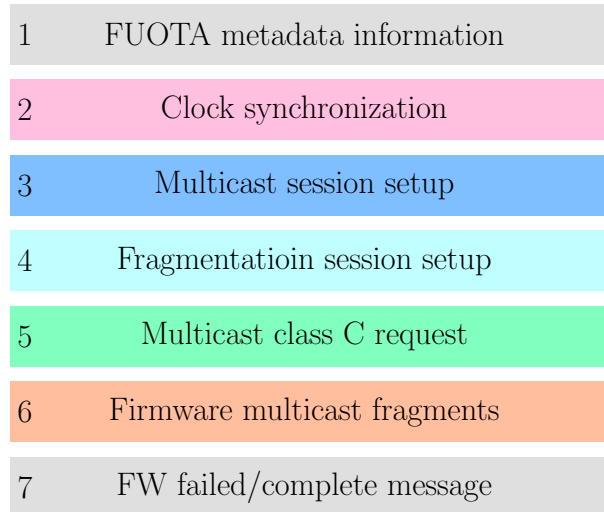 1 FUOTA metadata information
2 Clock synchronization
3 Multicast session setup
4 Fragmentatioin session setup
5 Multicast class C request
6 Firmware multicast fragments
7 FW failed/complete message